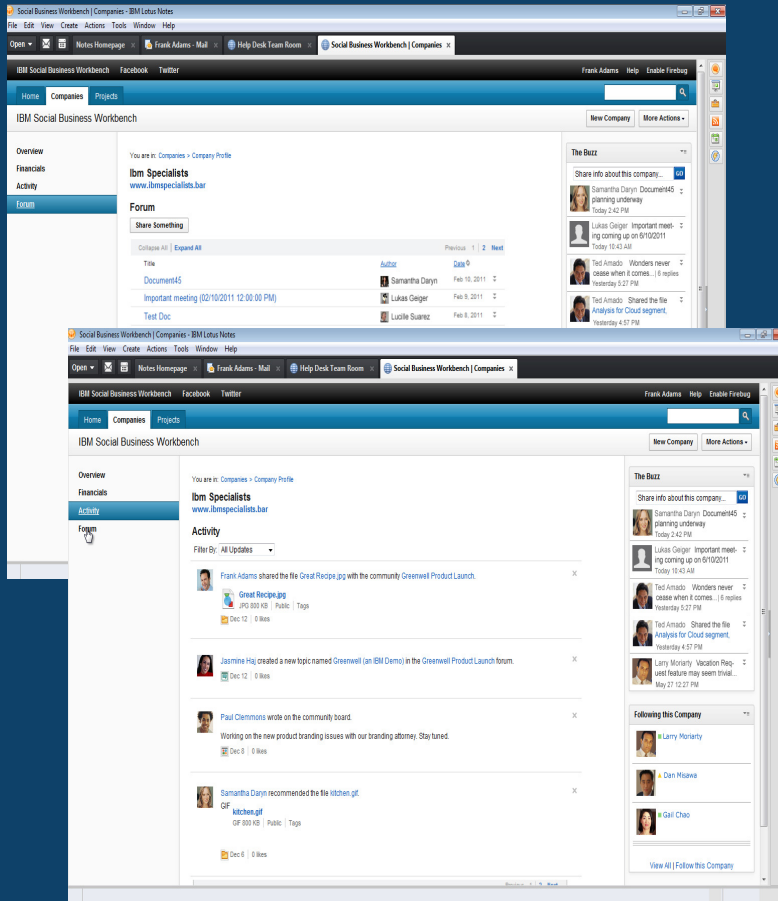 Social Business Workbench | Companies - IBM Lotus Notes
File Edit View Create Actions Tools Window Help
Open Notes Homepage × Frank Adams - Mail × Help Desk Team Room × Social Business Workbench | Companies ×
IBM Social Business Workbench Facebook Twitter Frank Adams Help Enable Firebug
Home Companies Projects
IBM Social Business Workbench New Company More Actions
Overview
Financials
Activity
Forum
You are in: Companies > Company Profile
Ibm Specialists
www.ibmspecialists.bar
Forum
Share Something
Collapse All | Expand All Previous 1 | 2 Next
Title Author Date
Document45 Samantha Daryn Feb 10, 2011
Important meeting (02/10/2011 12:00:00 PM) Lukas Geiger Feb 9, 2011
Test Doc Lucille Suarez Feb 8, 2011
The Buzz
Share info about this company... GO
Samantha Daryn Document45
planning underway
Today 2:42 PM
Lukas Geiger Important meet-
ing coming up on 6/10/2011
Today 10:43 AM
Ted Amado Wonders never
cease when it comes...| 6 replies
Yesterday 5:27 PM
Ted Amado Shared the file
Analysis for Cloud segment,
Yesterday 4:57 PM
Social Business Workbench | Companies - IBM Lotus Notes
File Edit View Create Actions Tools Window Help
Open Notes Homepage × Frank Adams - Mail × Help Desk Team Room × Social Business Workbench | Companies ×
IBM Social Business Workbench Facebook Twitter Frank Adams Help Enable Firebug
Home Companies Projects
IBM Social Business Workbench New Company More Actions
Overview
Financials
Activity
Forum
You are in: Companies > Company Profile
Ibm Specialists
www.ibmspecialists.bar
Activity
Filter By: All Updates
Frank Adams shared the file Great Recipe.jpg with the community Greenwell Product Launch. X
Great Recipe.jpg
JPG 800 KB | Public | Tags
Dec 12 | 0 likes
Jasmine Haj created a new topic named Greenwell (an IBM Demo) in the Greenwell Product Launch forum. X
Dec 12 | 0 likes
Paul Clemmons wrote on the community board. X
Working on the new product branding issues with our branding attorney. Stay tuned.
Dec 8 | 0 likes
Samantha Daryn recommended the file kitchen.gif. X
GIF
kitchen.gif
GIF 800 KB | Public | Tags
Dec 6 | 0 likes
Previous 1 | 2 Next
The Buzz
Share info about this company... GO
Samantha Daryn Document45
planning underway
Today 2:42 PM
Lukas Geiger Important meet-
ing coming up on 6/10/2011
Today 10:43 AM
Ted Amado Wonders never
cease when it comes...| 6 replies
Yesterday 5:27 PM
Ted Amado Shared the file
Analysis for Cloud segment,
Yesterday 4:57 PM
Larry Moriarty Vacation Req-
uest feature may seem trivial...
May 27 12:27 PM
Following this Company
Larry Moriarty
Dan Misawa
Gail Chao
View All | Follow this Company